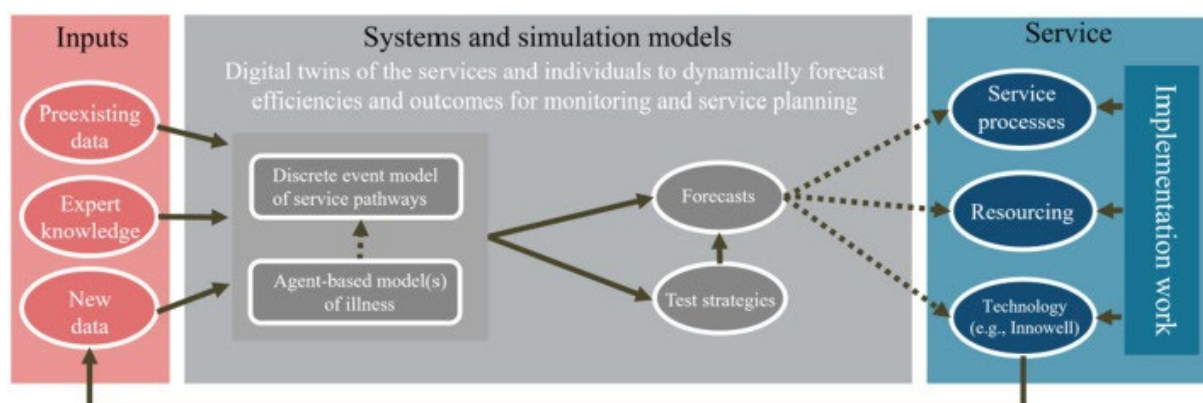 Inputs
Preexisting
data
Expert
knowledge
New
data
Systems and simulation models
Digital twins of the services and individuals to dynamically forecast
efficiencies and outcomes for monitoring and service planning
Discrete event model
of service pathways
Agent-based model(s)
of illness
Forecasts
Test strategies
Service
Service
processes
Resourcing
Technology
(e.g., Innowell)
Implementation work